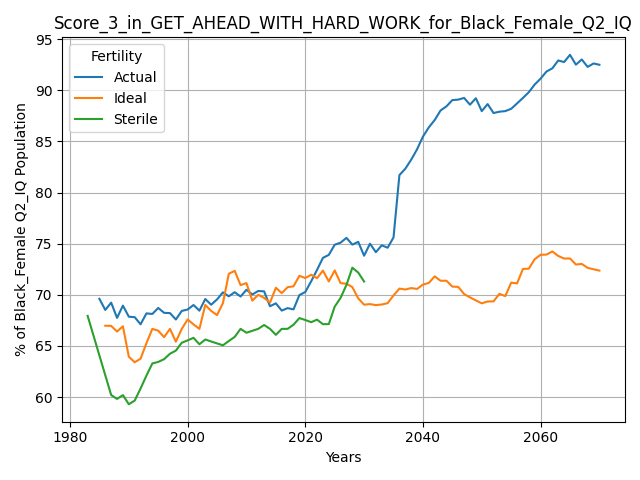 Score_3_in_GET_AHEAD_WITH_HARD_WORK_for_Black_Female_Q2_IQ
% of Black_Female Q2_IQ Population
95
90
85
80
75
70
65
60
Fertility
Actual
Ideal
Sterile
1980
2000
2020
2040
2060
Years